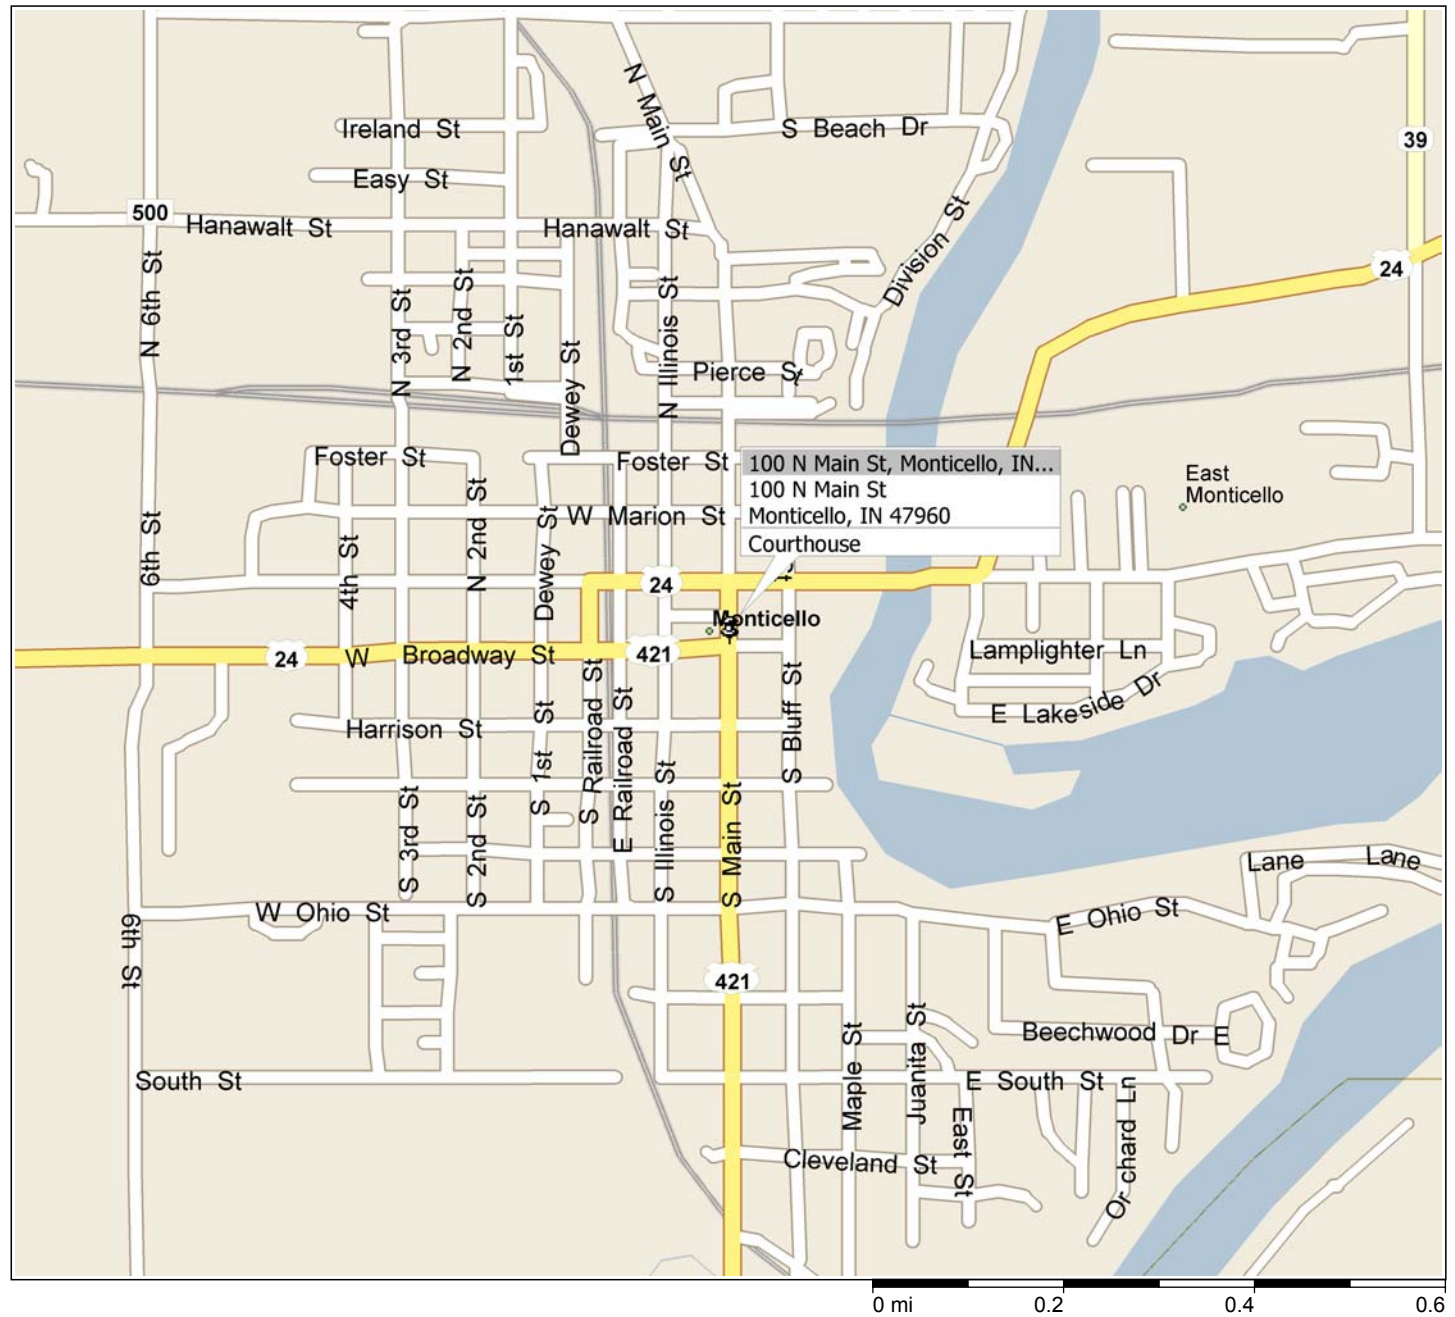 N Main St
Ireland St
S Beach Dr
39
Easy St
500
Hanawalt St
Hanawalt St
Division St
24
N 6th St
N 3rd St
N 2nd St
1st St
Dewey St
N Illinois St
Pierce St
Foster St
Foster St
100 N Main St, Monticello, IN...
100 N Main St
Monticello, IN 47960
Courthouse
East
Monticello
6th St
4th St
N 2nd St
Dewey St
W Marion St
24
Monticello
24
W Broadway St
421
Lamplighter Ln
E Lakeside Dr
Harrison St
S 1st St
S Railroad St
E Railroad St
S Bluff St
S 3rd St
S 2nd St
S Illinois St
S Main St
Lane
Lane
W Ohio St
E Ohio St
6th St
421
Beechwood Dr E
South St
Maple St
Juanita St
E South St
East St
Or chard Ln
Cleveland St
0 mi
0.2
0.4
0.6